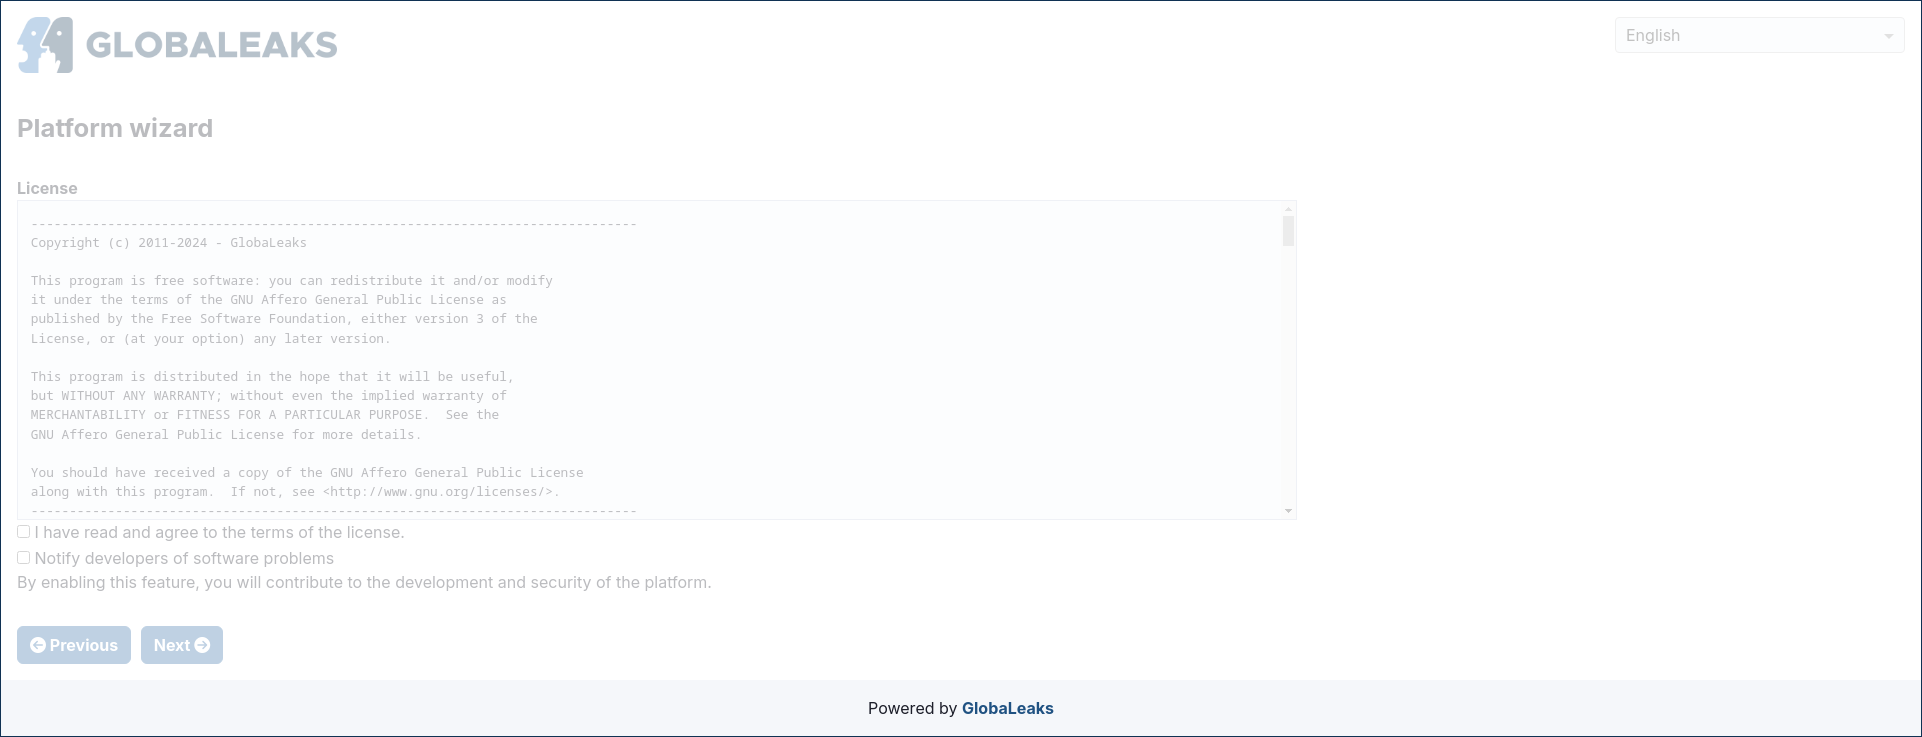 GLOBALEAKS
English
Platform wizard
License
-------------------------------------------------------------------------------
Copyright (c) 2011-2024 - GlobaLeaks
This program is free software: you can redistribute it and/or modify
it under the terms of the GNU Affero General Public License as
published by the Free Software Foundation, either version 3 of the
License, or (at your option) any later version.
This program is distributed in the hope that it will be useful,
but WITHOUT ANY WARRANTY; without even the implied warranty of
MERCHANTABILITY or FITNESS FOR A PARTICULAR PURPOSE.  See the
GNU Affero General Public License for more details.
You should have received a copy of the GNU Affero General Public License
along with this program.  If not, see <http://www.gnu.org/licenses/>.
-------------------------------------------------------------------------------
I have read and agree to the terms of the license.
Notify developers of software problems
By enabling this feature, you will contribute to the development and security of the platform.
Previous Next
Powered by GlobaLeaks